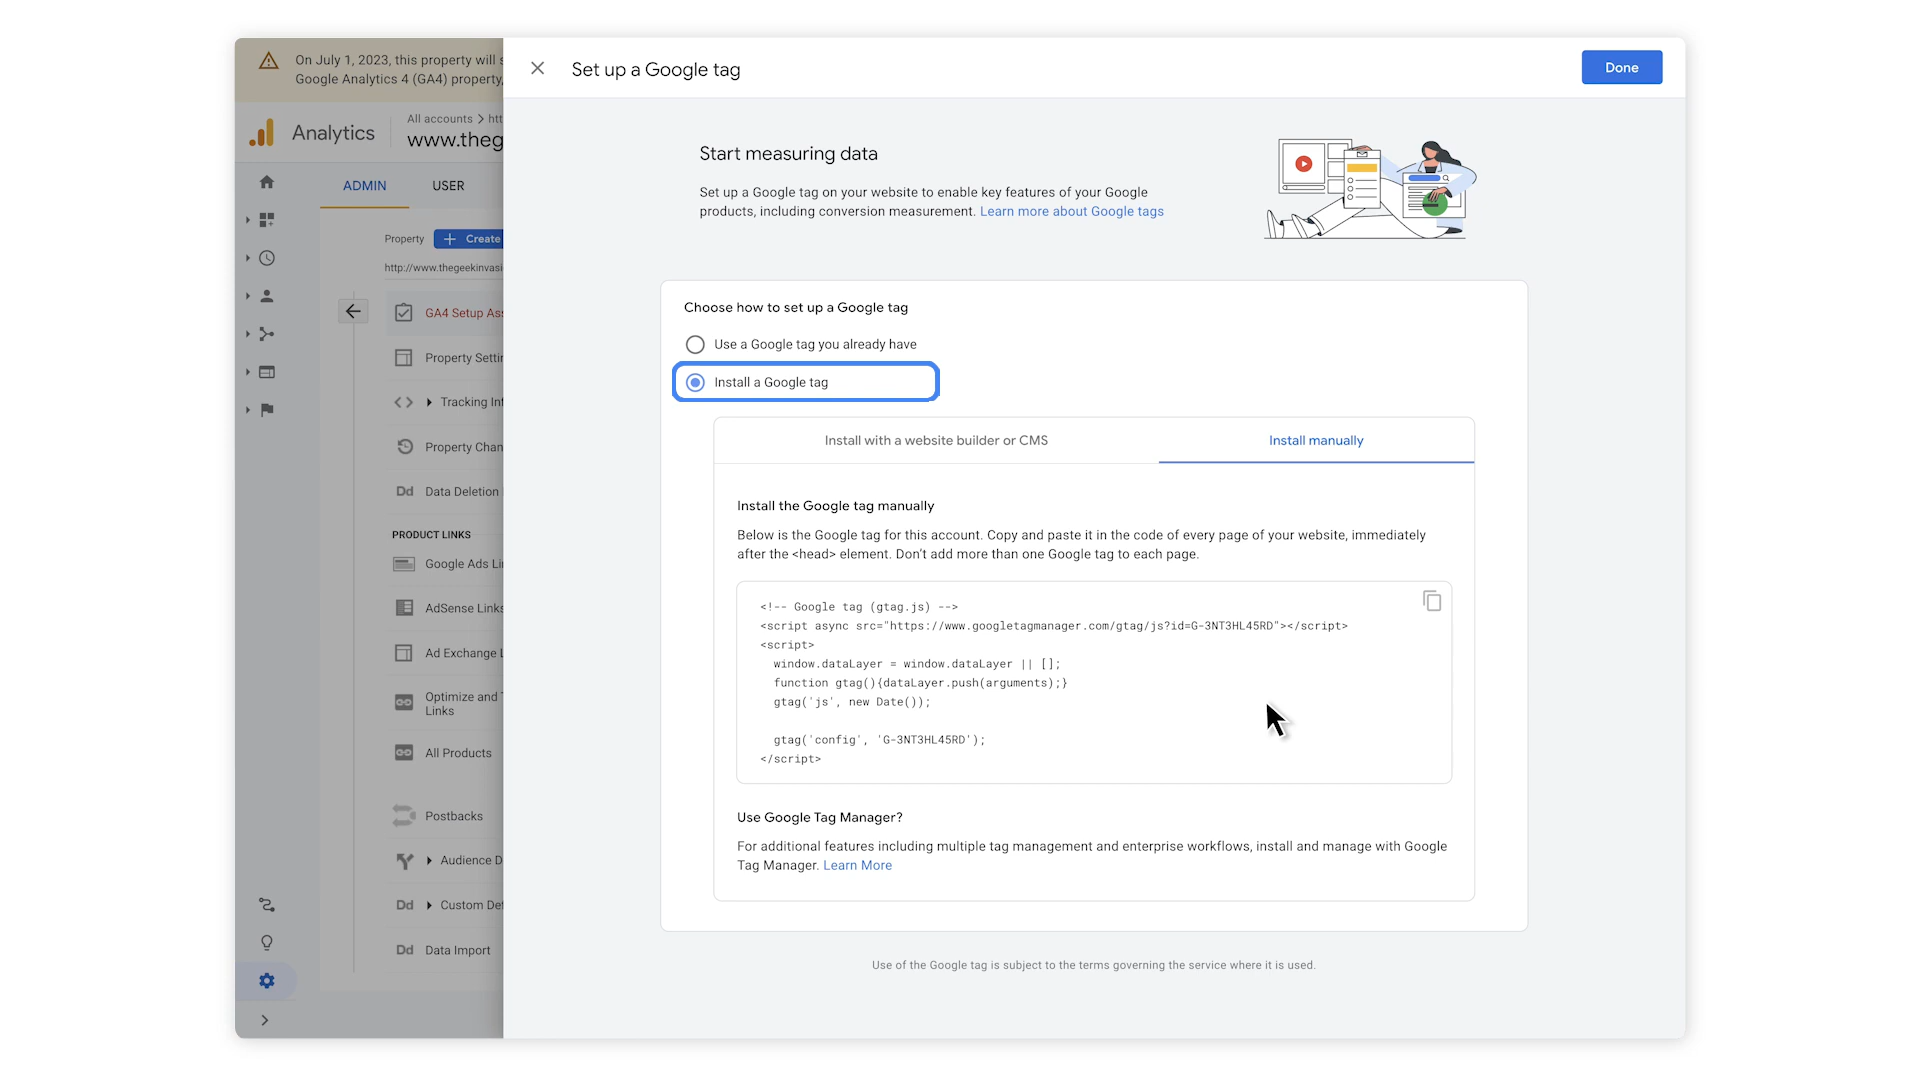 On July 1, 2023, this property will
Google Analytics 4 (GA4) property,
Analytics
All accounts >
www.theg
ADMIN
USER
Property
+ Create
http://www.thegeekinvasi
GA4 Setup Ass
Property Settin
Tracking Inf
Property Chan
Dd Data Deletion
PRODUCT LINKS
Google Ads Li
AdSense Links
Ad Exchange L
Optimize and T
Links
All Products
Postbacks
Audience D
Dd Custom Def
Dd Data Import
Set up a Google tag
Done
Start measuring data
Set up a Google tag on your website to enable key features of your Google
products, including conversion measurement. Learn more about Google tags
Choose how to set up a Google tag
Use a Google tag you already have
Install a Google tag
Install with a website builder or CMS
Install manually
Install the Google tag manually
Below is the Google tag for this account. Copy and paste it in the code of every page of your website, immediately
after the <head> element. Don't add more than one Google tag to each page.
<!-- Google tag (gtag.js) -->
<script async src="https://www.googletagmanager.com/gtag/js?id=G-3NT3HL45RD"></script>
<script>
window.dataLayer = window.dataLayer || [];
function gtag(){dataLayer.push(arguments);}
gtag('js', new Date());
gtag('config', 'G-3NT3HL45RD');
</script>
Use Google Tag Manager?
For additional features including multiple tag management and enterprise workflows, install and manage with Google
Tag Manager. Learn More
Use of the Google tag is subject to the terms governing the service where it is used.